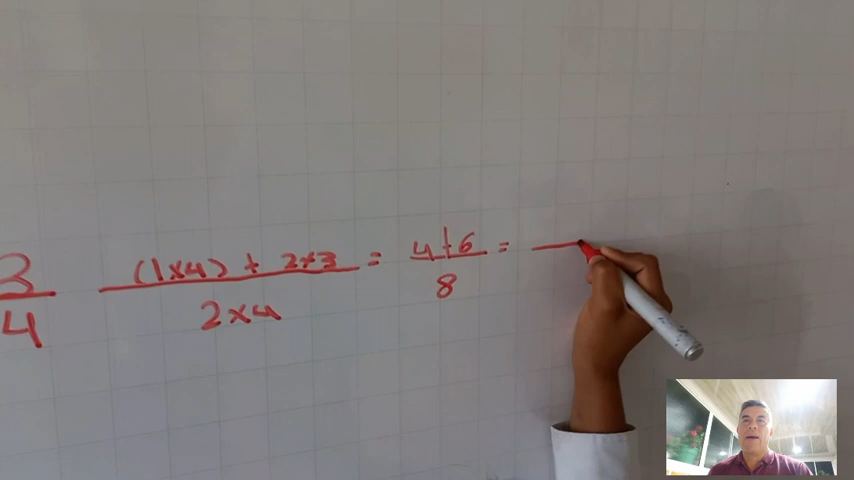 3/4 ((1x4) + 2x3)/(2x4) = (4+6)/8 =